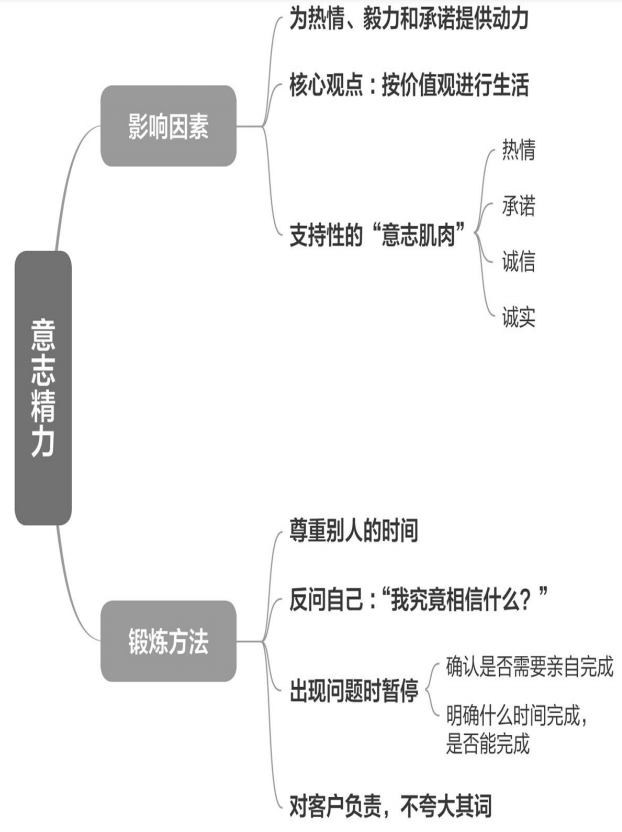 意志精力
影响因素
为热情、毅力和承诺提供动力
核心观点：按价值观进行生活
支持性的“意志肌肉”
热情
承诺
诚信
诚实
锻炼方法
尊重别人的时间
反问自己：“我究竟相信什么？”
出现问题时暂停
确认是否需要亲自完成
明确什么时间完成，
是否能完成
对客户负责，不夸大其词